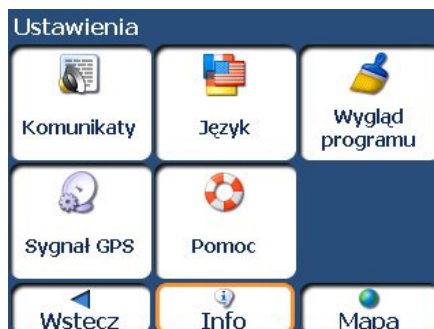 Ustawienia
Komunikaty
Język
Wygląd
programu
Sygnał GPS
Pomoc
Wstecz
Info
Mapa